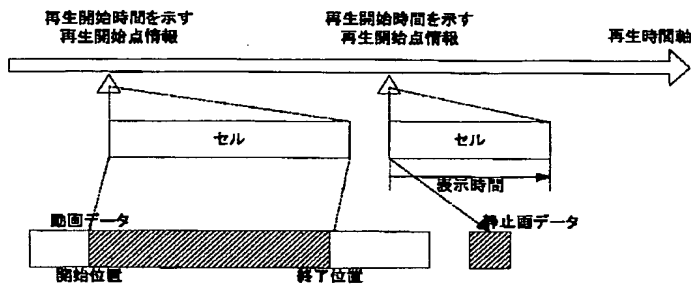 再生開始時間を示す
再生開始点情報
再生開始時間を示す
再生開始点情報
再生時間軸
セル
セル
表示時間
動画データ
静止画データ
開始位置
終了位置